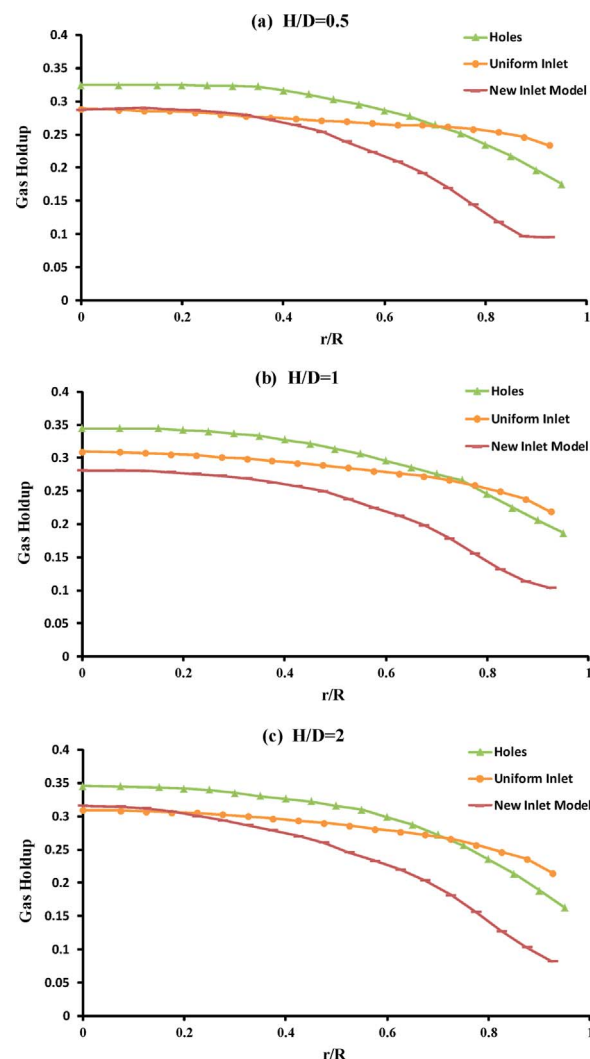 (a) H/D=0.5
0.4
0.35
0.3
0.25
0.2
0.15
0.1
0.05
0
Gas Holdup
Holes
Uniform Inlet
New Inlet Model
0 0.2 0.4 0.6 0.8 1
r/R
(b) H/D=1
0.4
0.35
0.3
0.25
0.2
0.15
0.1
0.05
0
Gas Holdup
Holes
Uniform Inlet
New Inlet Model
0 0.2 0.4 0.6 0.8 1
r/R
(c) H/D=2
0.4
0.35
0.3
0.25
0.2
0.15
0.1
0.05
0
Gas Holdup
Holes
Uniform Inlet
New Inlet Model
0 0.2 0.4 0.6 0.8 1
r/R